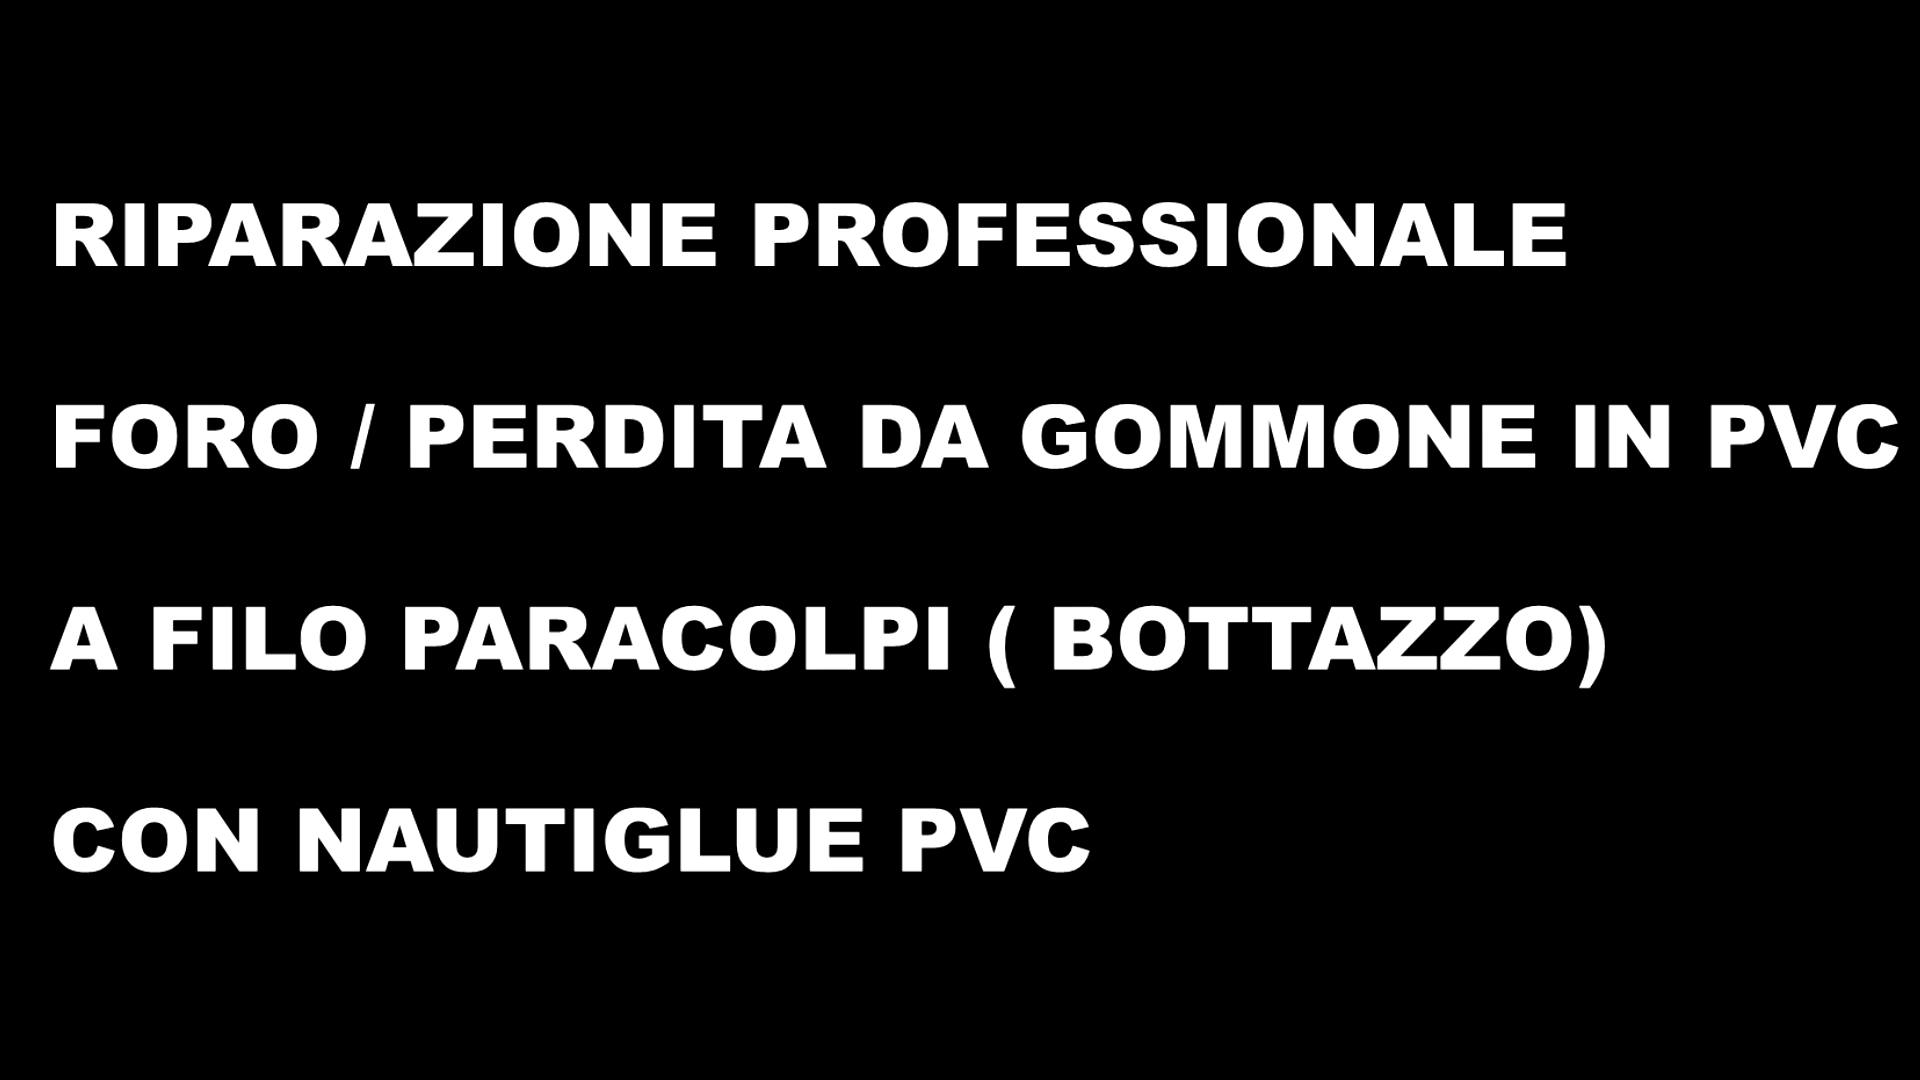 RIPARAZIONE PROFESSIONALE
FORO / PERDITA DA GOMMONE IN PVC
A FILO PARACOLPI ( BOTTAZZO)
CON NAUTIGLUE PVC